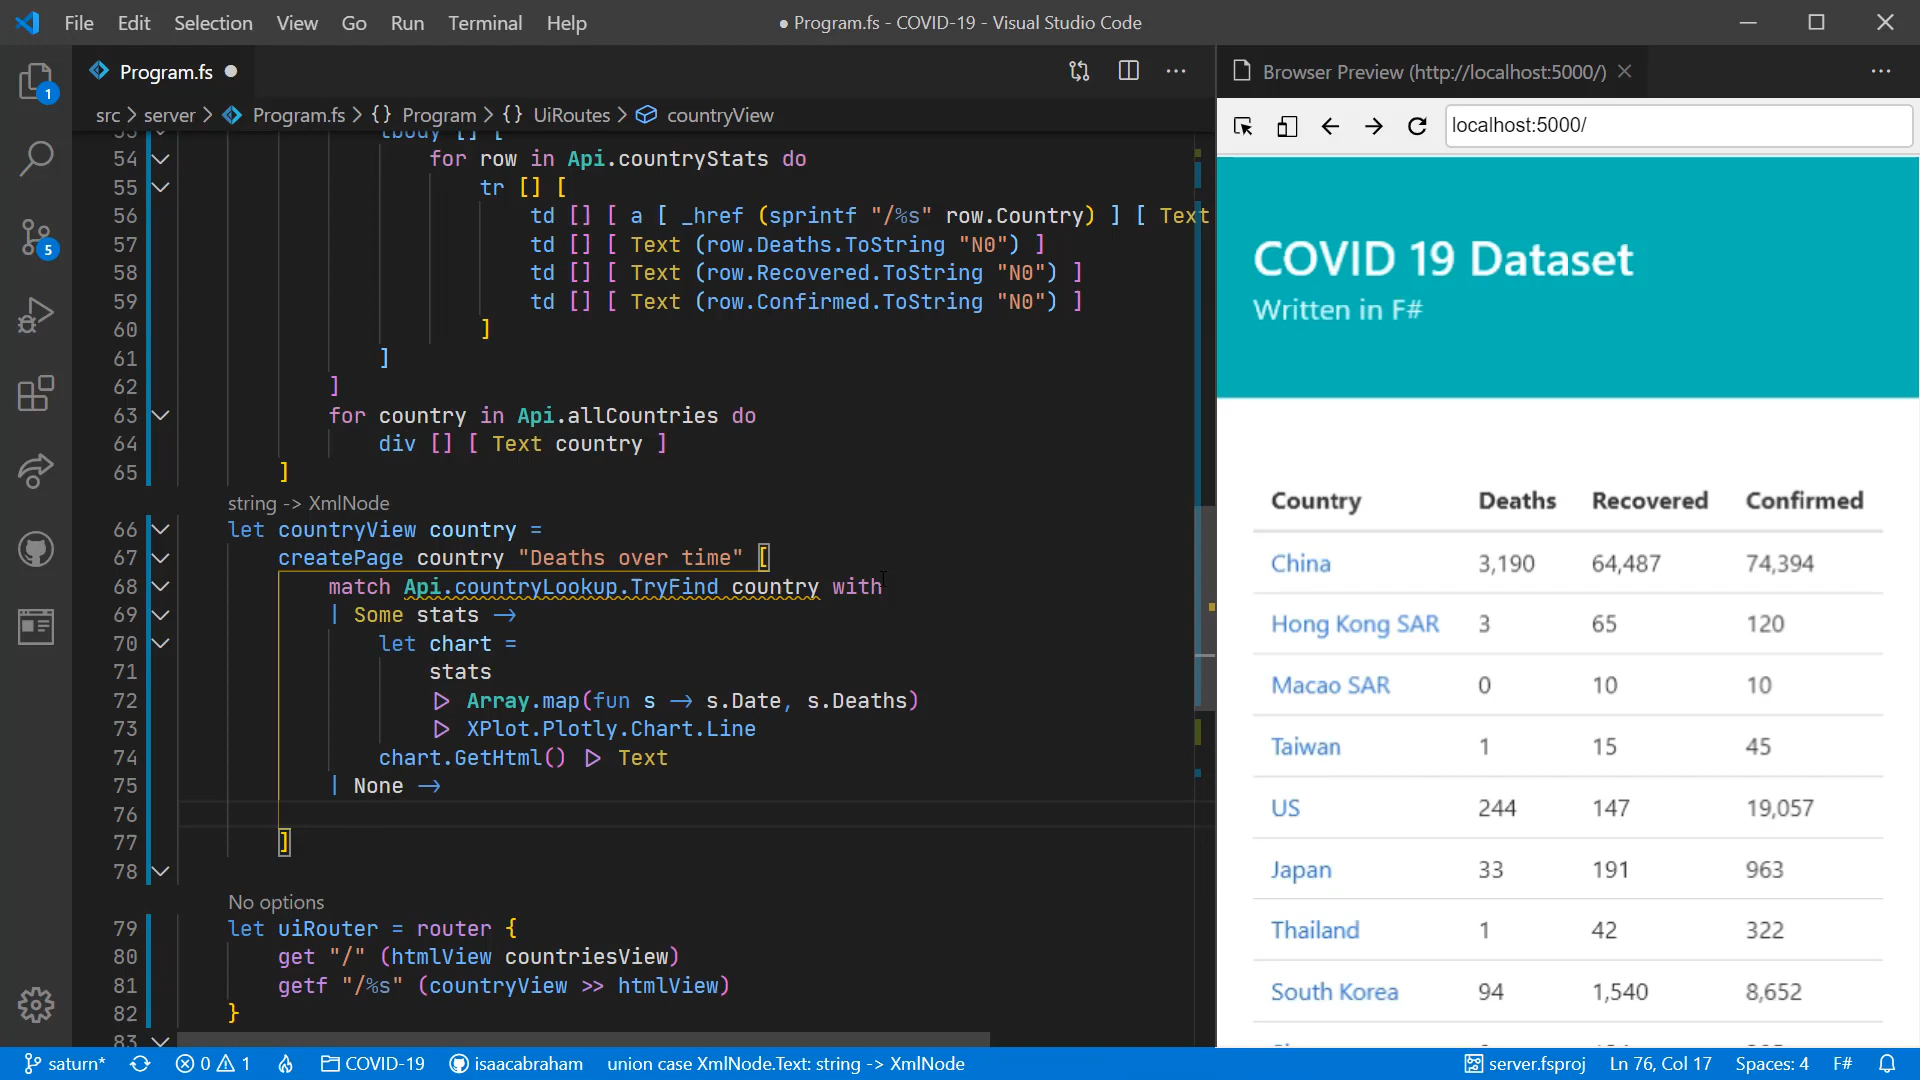 File Edit Selection View Go Run Terminal Help
● Program.fs - COVID-19 - Visual Studio Code
Program.fs ●
src > server > Program.fs > {} Program > {} UiRoutes > countryView
53 tbody [] [
54 for row in Api.countryStats do
55 tr [] [
56 td [] [ a [ _href (sprintf "/%s" row.Country) ] [ Text
57 td [] [ Text (row.Deaths.ToString "N0") ]
58 td [] [ Text (row.Recovered.ToString "N0") ]
59 td [] [ Text (row.Confirmed.ToString "N0") ]
60 ]
61 ]
62 ]
63 for country in Api.allCountries do
64 div [] [ Text country ]
65 ]
string -> XmlNode
66 let countryView country =
67 createPage country "Deaths over time" [
68 match Api.countryLookup.TryFind country with
69 | Some stats ->
70 let chart =
71 stats
72 ▷ Array.map(fun s -> s.Date, s.Deaths)
73 ▷ XPlot.Plotly.Chart.Line
74 chart.GetHtml() ▷ Text
75 | None ->
76
77 ]
78
No options
79 let uiRouter = router {
80 get "/" (htmlView countriesView)
81 getf "/%s" (countryView >> htmlView)
82 }
83
1
5
Browser Preview (http://localhost:5000/)
localhost:5000/
COVID 19 Dataset
Written in F#
Country Deaths Recovered Confirmed
China 3,190 64,487 74,394
Hong Kong SAR 3 65 120
Macao SAR 0 10 10
Taiwan 1 15 45
US 244 147 19,057
Japan 33 191 963
Thailand 1 42 322
South Korea 94 1,540 8,652
saturn* 0 1 COVID-19 isaacabraham union case XmlNode.Text: string -> XmlNode server.fsproj Ln 76, Col 17 Spaces: 4 F#